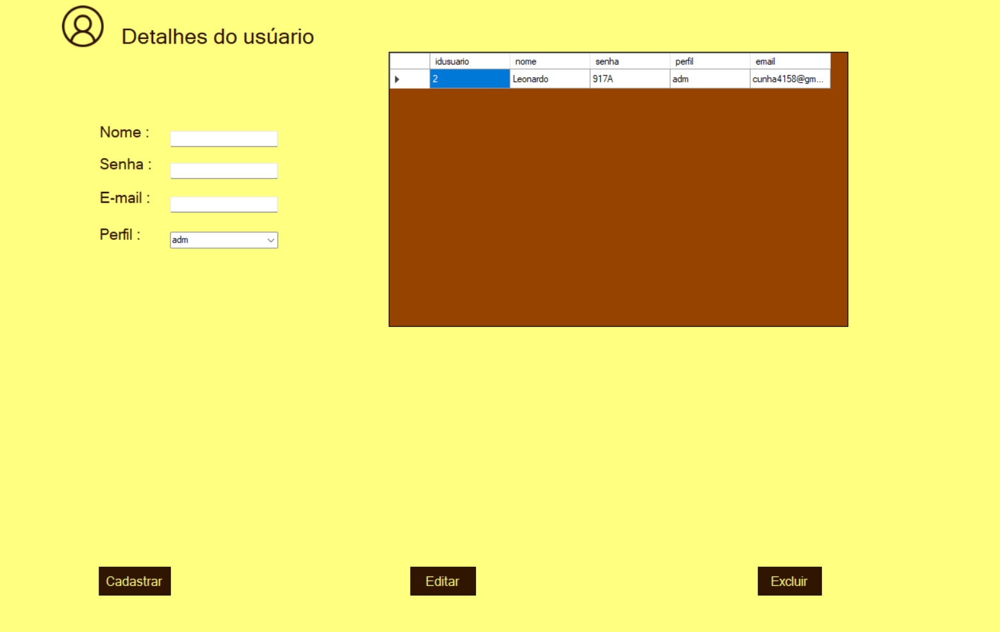 Detalhes do usúario
idusuario nome senha perfil email
2 Leonardo 917A adm cunha4158@gm...
Nome :
Senha :
E-mail :
Perfil : adm
Cadastrar Editar Excluir